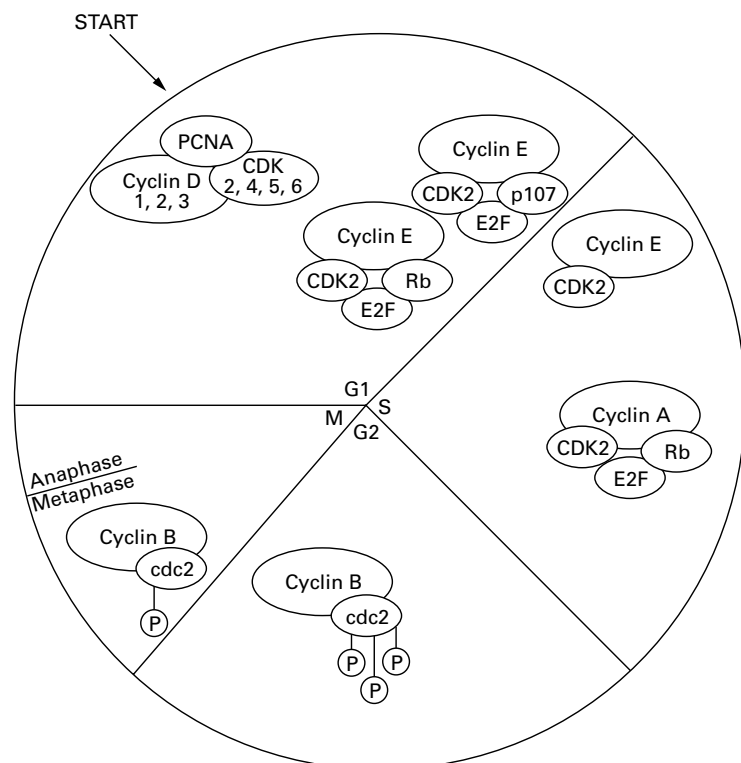 START
PCNA
Cyclin D
1, 2, 3
CDK
2, 4, 5, 6
Cyclin E
CDK2
p107
E2F
Cyclin E
CDK2
Rb
E2F
Cyclin E
CDK2
G1
S
M
G2
Cyclin A
CDK2
Rb
E2F
Anaphase
Metaphase
Cyclin B
cdc2
P
Cyclin B
cdc2
P
P
P